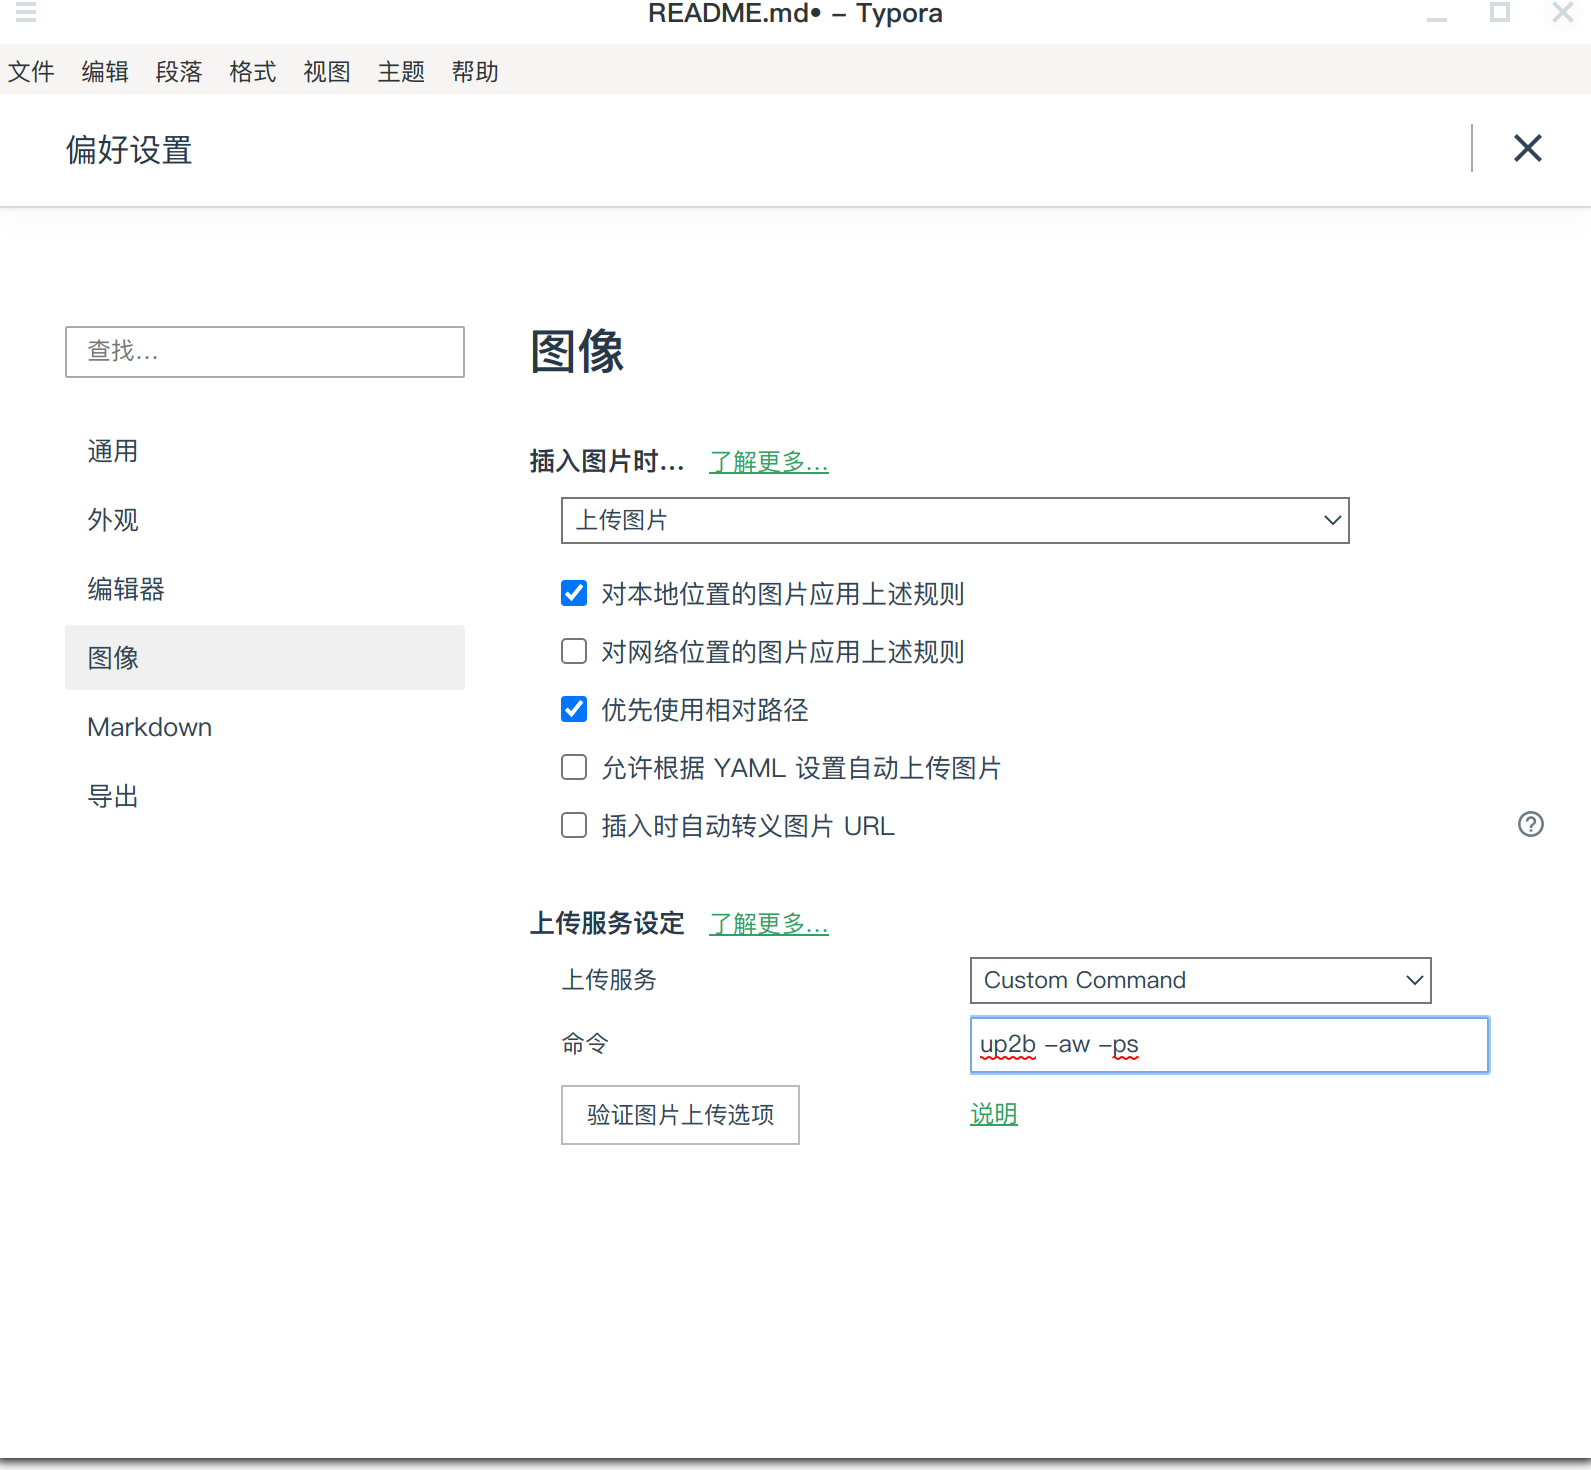 README.md• – Typora
文件 编辑 段落 格式 视图 主题 帮助
偏好设置
查找…
通用
外观
编辑器
图像
Markdown
导出
图像
插入图片时… 了解更多…
上传图片
对本地位置的图片应用上述规则
对网络位置的图片应用上述规则
优先使用相对路径
允许根据 YAML 设置自动上传图片
插入时自动转义图片 URL
上传服务设定 了解更多…
上传服务 Custom Command
命令 up2b –aw –ps
验证图片上传选项 说明